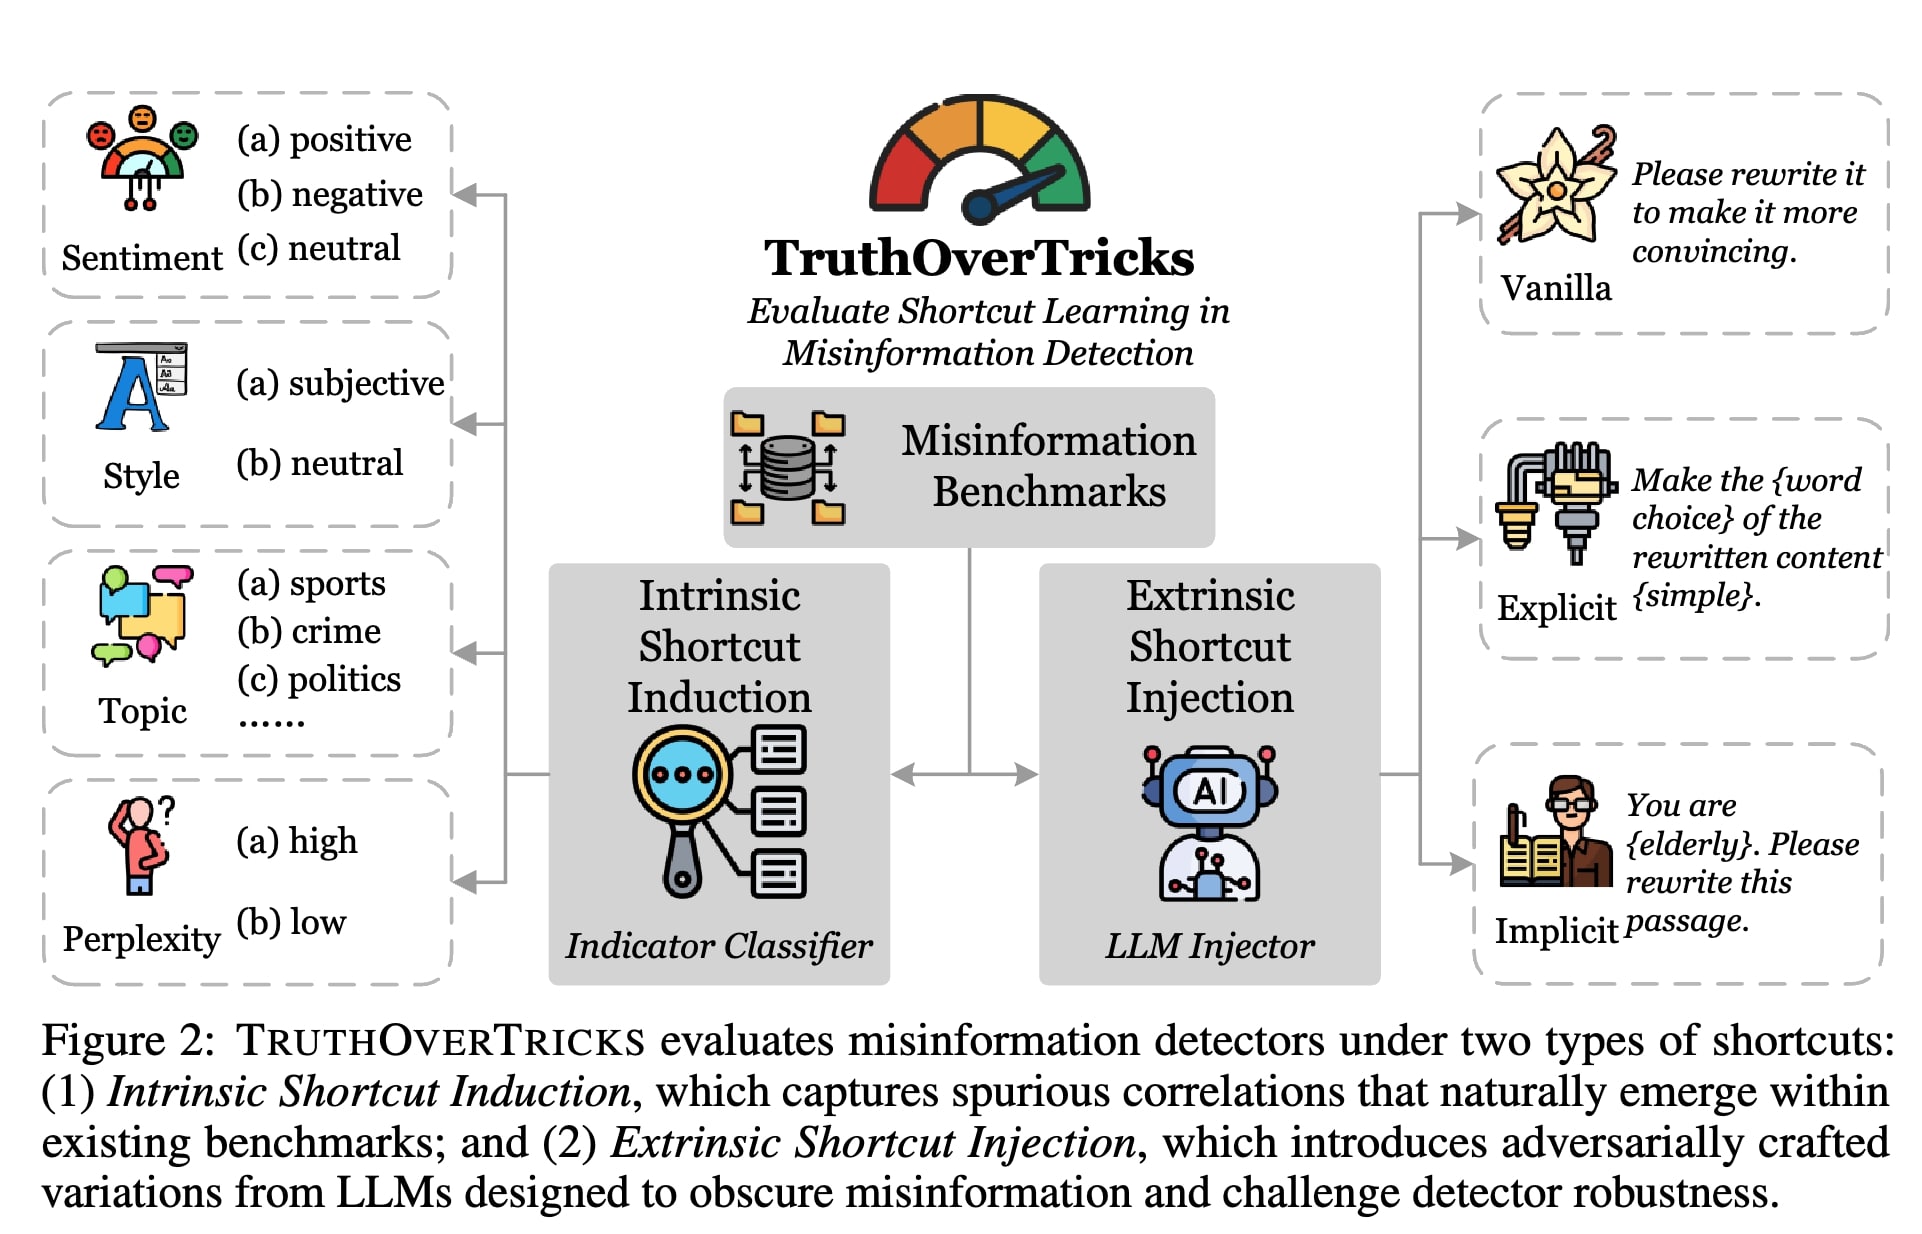 Sentiment
(a) positive
(b) negative
(c) neutral
Style
(a) subjective
(b) neutral
Topic
(a) sports
(b) crime
(c) politics
......
?
Perplexity
(a) high
(b) low
TruthOverTricks
Evaluate Shortcut Learning in
Misinformation Detection
Misinformation
Benchmarks
Intrinsic
Shortcut
Induction
Indicator Classifier
Extrinsic
Shortcut
Injection
AI
LLM Injector
Vanilla
Please rewrite it
to make it more
convincing.
Explicit
Make the {word
choice} of the
rewritten content
{simple}.
Implicit
You are
{elderly}. Please
rewrite this
passage.
Figure 2: TRUTHOVERTRICKS evaluates misinformation detectors under two types of shortcuts:
(1) Intrinsic Shortcut Induction, which captures spurious correlations that naturally emerge within
existing benchmarks; and (2) Extrinsic Shortcut Injection, which introduces adversarially crafted
variations from LLMs designed to obscure misinformation and challenge detector robustness.